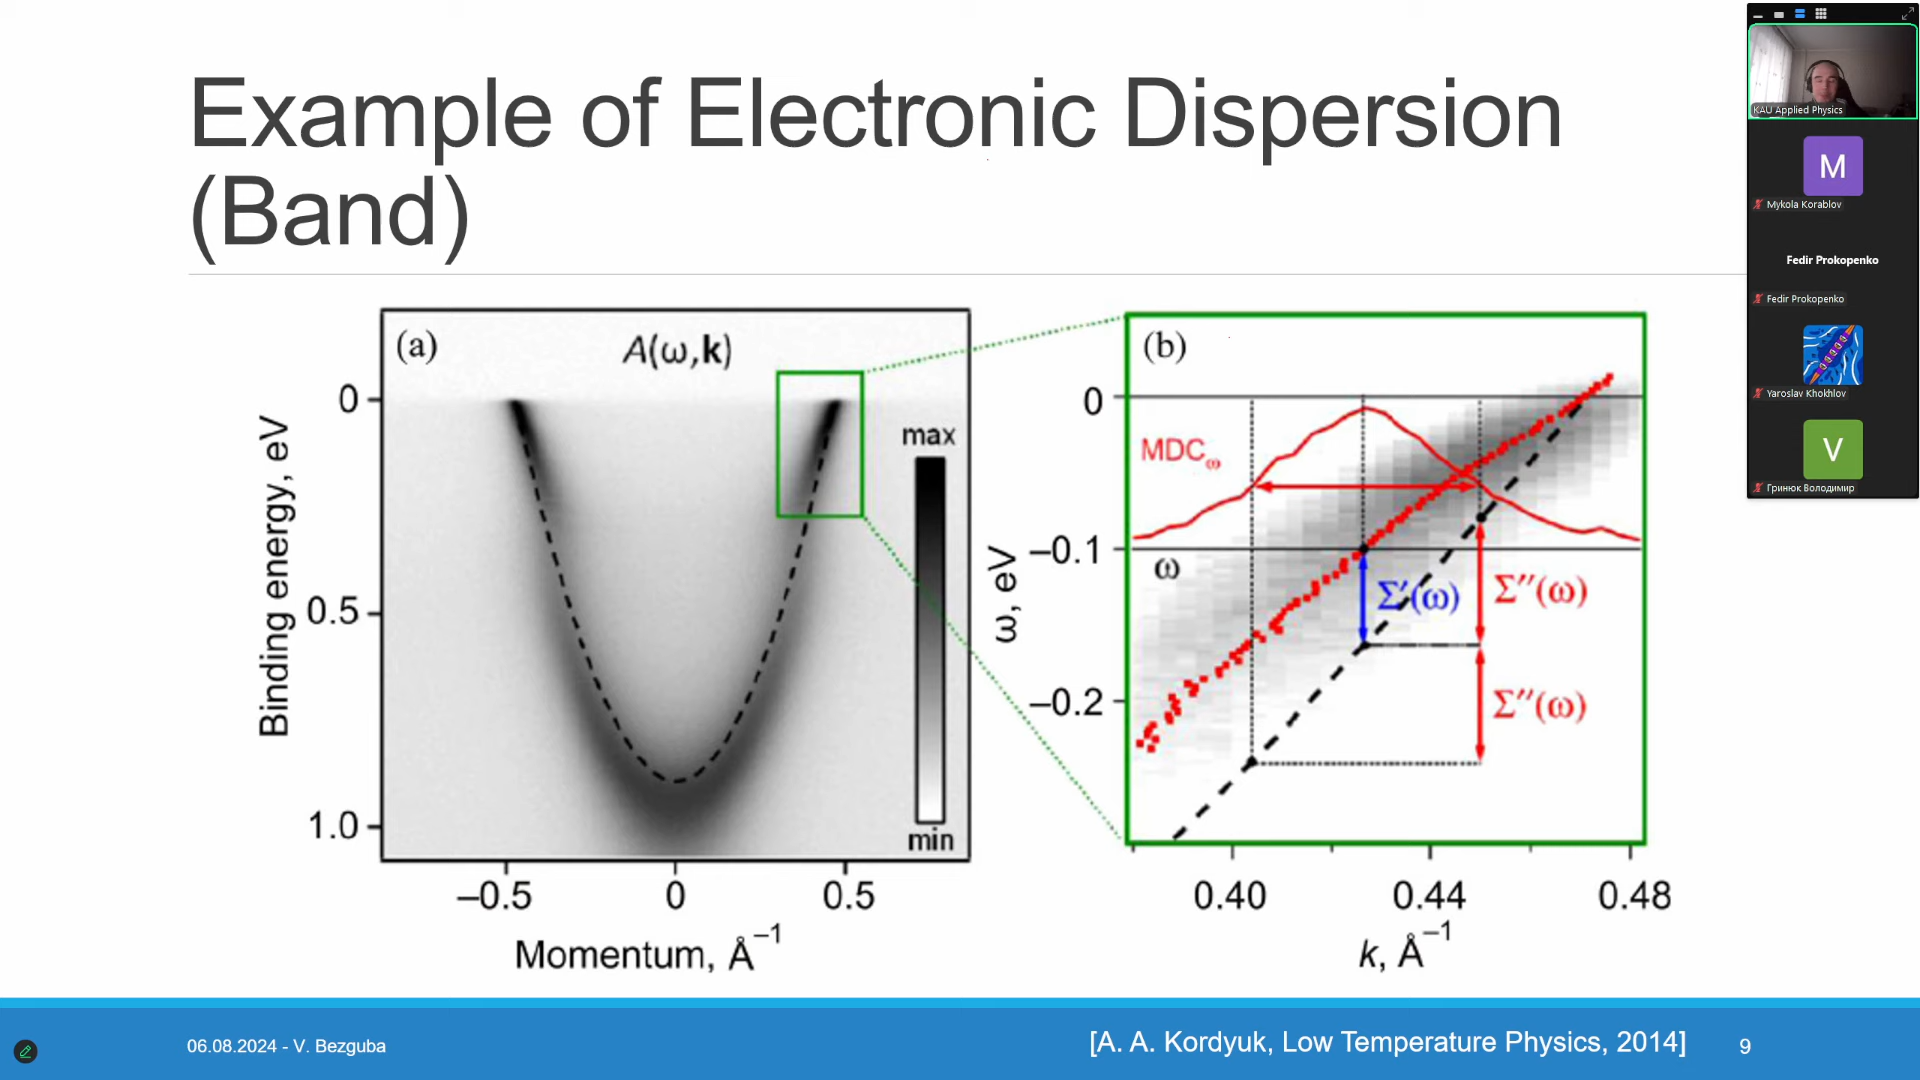 Example of Electronic Dispersion
(Band)
(a)
A(ω,k)
max
min
0
0.5
1.0
Binding energy, eV
–0.5
0
0.5
Momentum, Å⁻¹
(b)
0
–0.1
–0.2
ω, eV
MDCω
ω
Σ′(ω)
Σ″(ω)
Σ″(ω)
0.40
0.44
0.48
k, Å⁻¹
06.08.2024 - V. Bezguba
[A. A. Kordyuk, Low Temperature Physics, 2014]
9
KAU Applied Physics
M
Mykola Korablov
Fedir Prokopenko
Fedir Prokopenko
Yaroslav Khokhlov
V
Гринюк Володимир